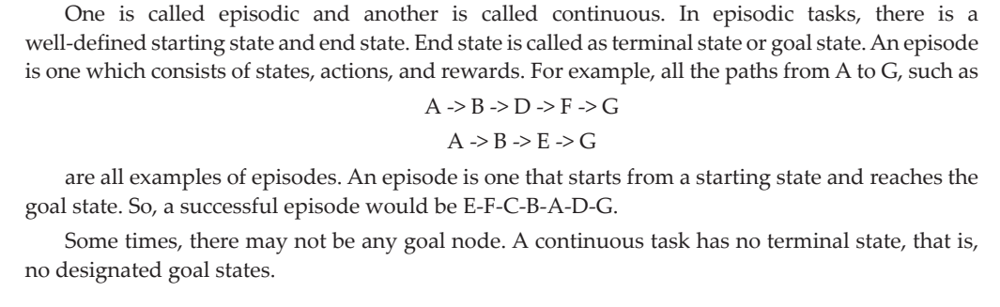 One is called episodic and another is called continuous. In episodic tasks, there is a
well-defined starting state and end state. End state is called as terminal state or goal state. An episode
is one which consists of states, actions, and rewards. For example, all the paths from A to G, such as
A -> B -> D -> F -> G
A -> B -> E -> G
are all examples of episodes. An episode is one that starts from a starting state and reaches the
goal state. So, a successful episode would be E-F-C-B-A-D-G.
Some times, there may not be any goal node. A continuous task has no terminal state, that is,
no designated goal states.